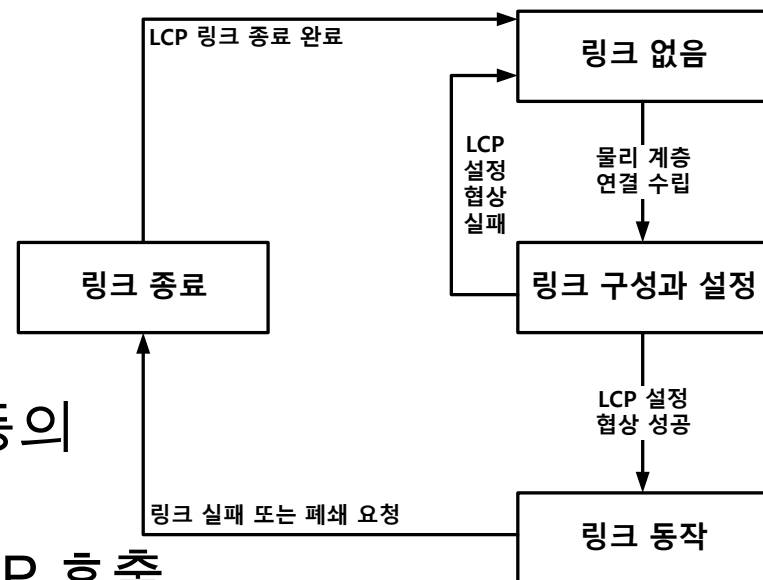 LCP 링크 종료 완료
링크 없음
LCP
설정
협상
실패
물리 계층
연결 수립
링크 종료
링크 구성과 설정
LCP 설정
협상 성공
등의
링크 실패 또는 폐쇄 요청
링크 동작